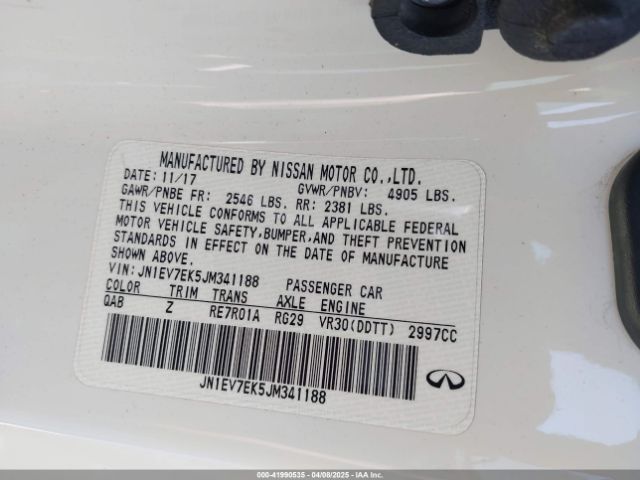 MANUFACTURED BY NISSAN MOTOR CO.,LTD.
DATE: 11/17 GVWR/PNBV: 4905 LBS.
GAWR/PNBE FR: 2546 LBS. RR: 2381 LBS.
THIS VEHICLE CONFORMS TO ALL APPLICABLE FEDERAL
MOTOR VEHICLE SAFETY,BUMPER,AND THEFT PREVENTION
STANDARDS IN EFFECT ON THE DATE OF MANUFACTURE
SHOWN ABOVE.
VIN:JN1EV7EK5JM341188 PASSENGER CAR
COLOR TRIM TRANS AXLE ENGINE
QAB Z RE7R01A RG29 VR30(DDTT) 2997CC
JN1EV7EK5JM341188
000-41990535 - 04/08/2025 - IAAI.com